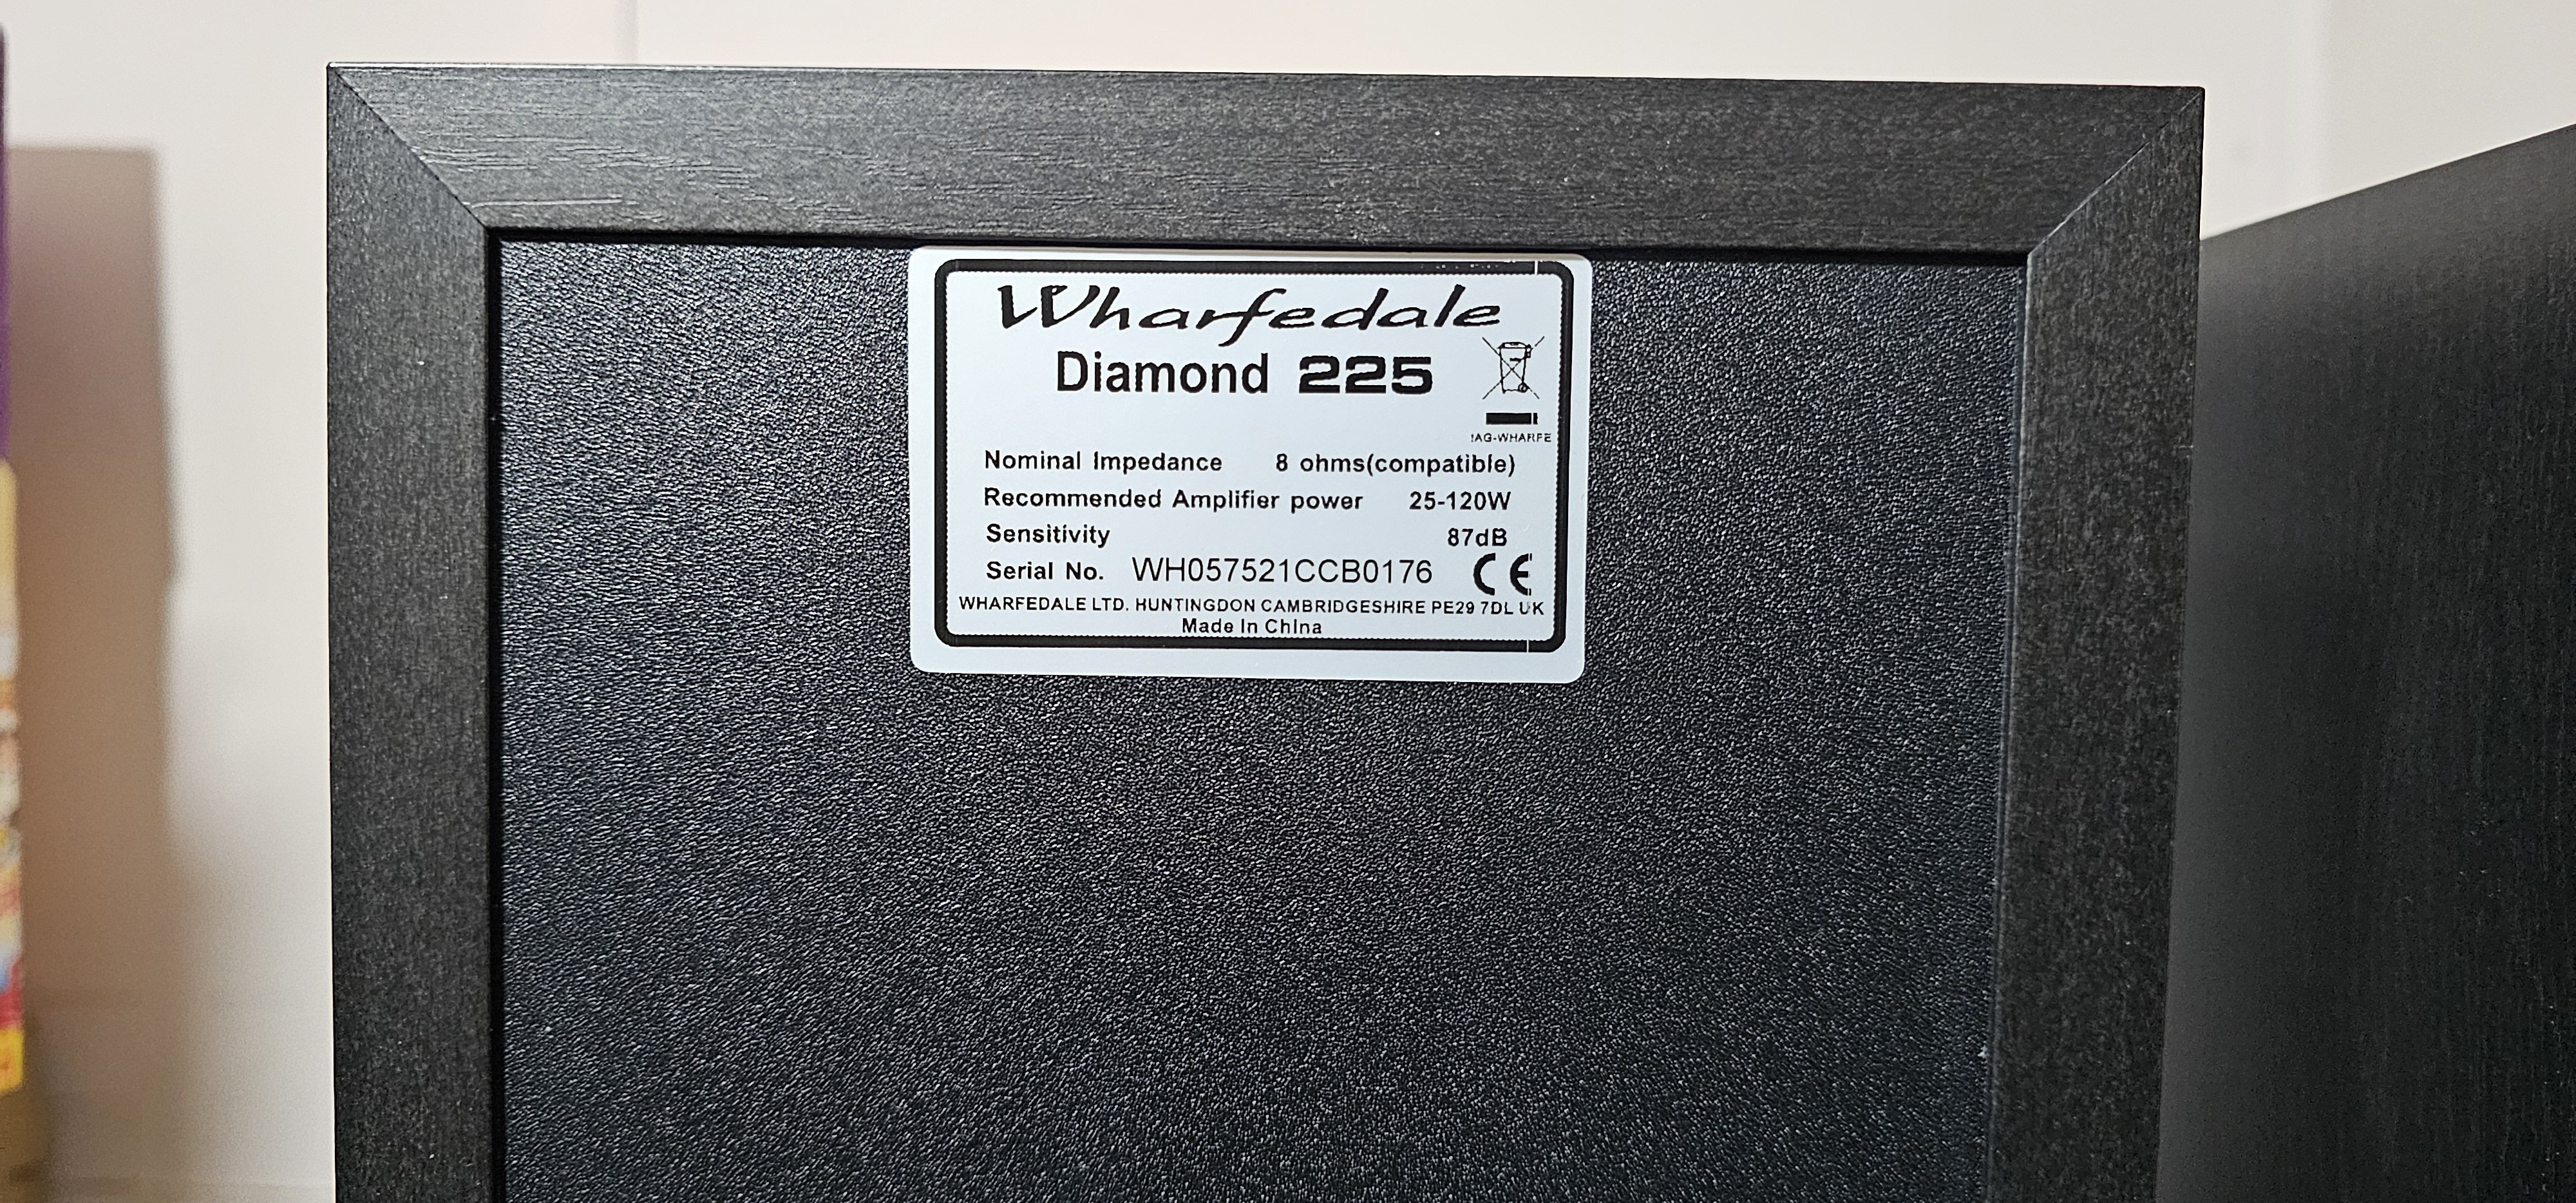 Wharfedale
Diamond 225
IAG-WHARFE
Nominal Impedance 8 ohms(compatible)
Recommended Amplifier power 25-120W
Sensitivity 87dB
Serial No. WH057521CCB0176 CE
WHARFEDALE LTD. HUNTINGDON CAMBRIDGESHIRE PE29 7DL UK
Made In China